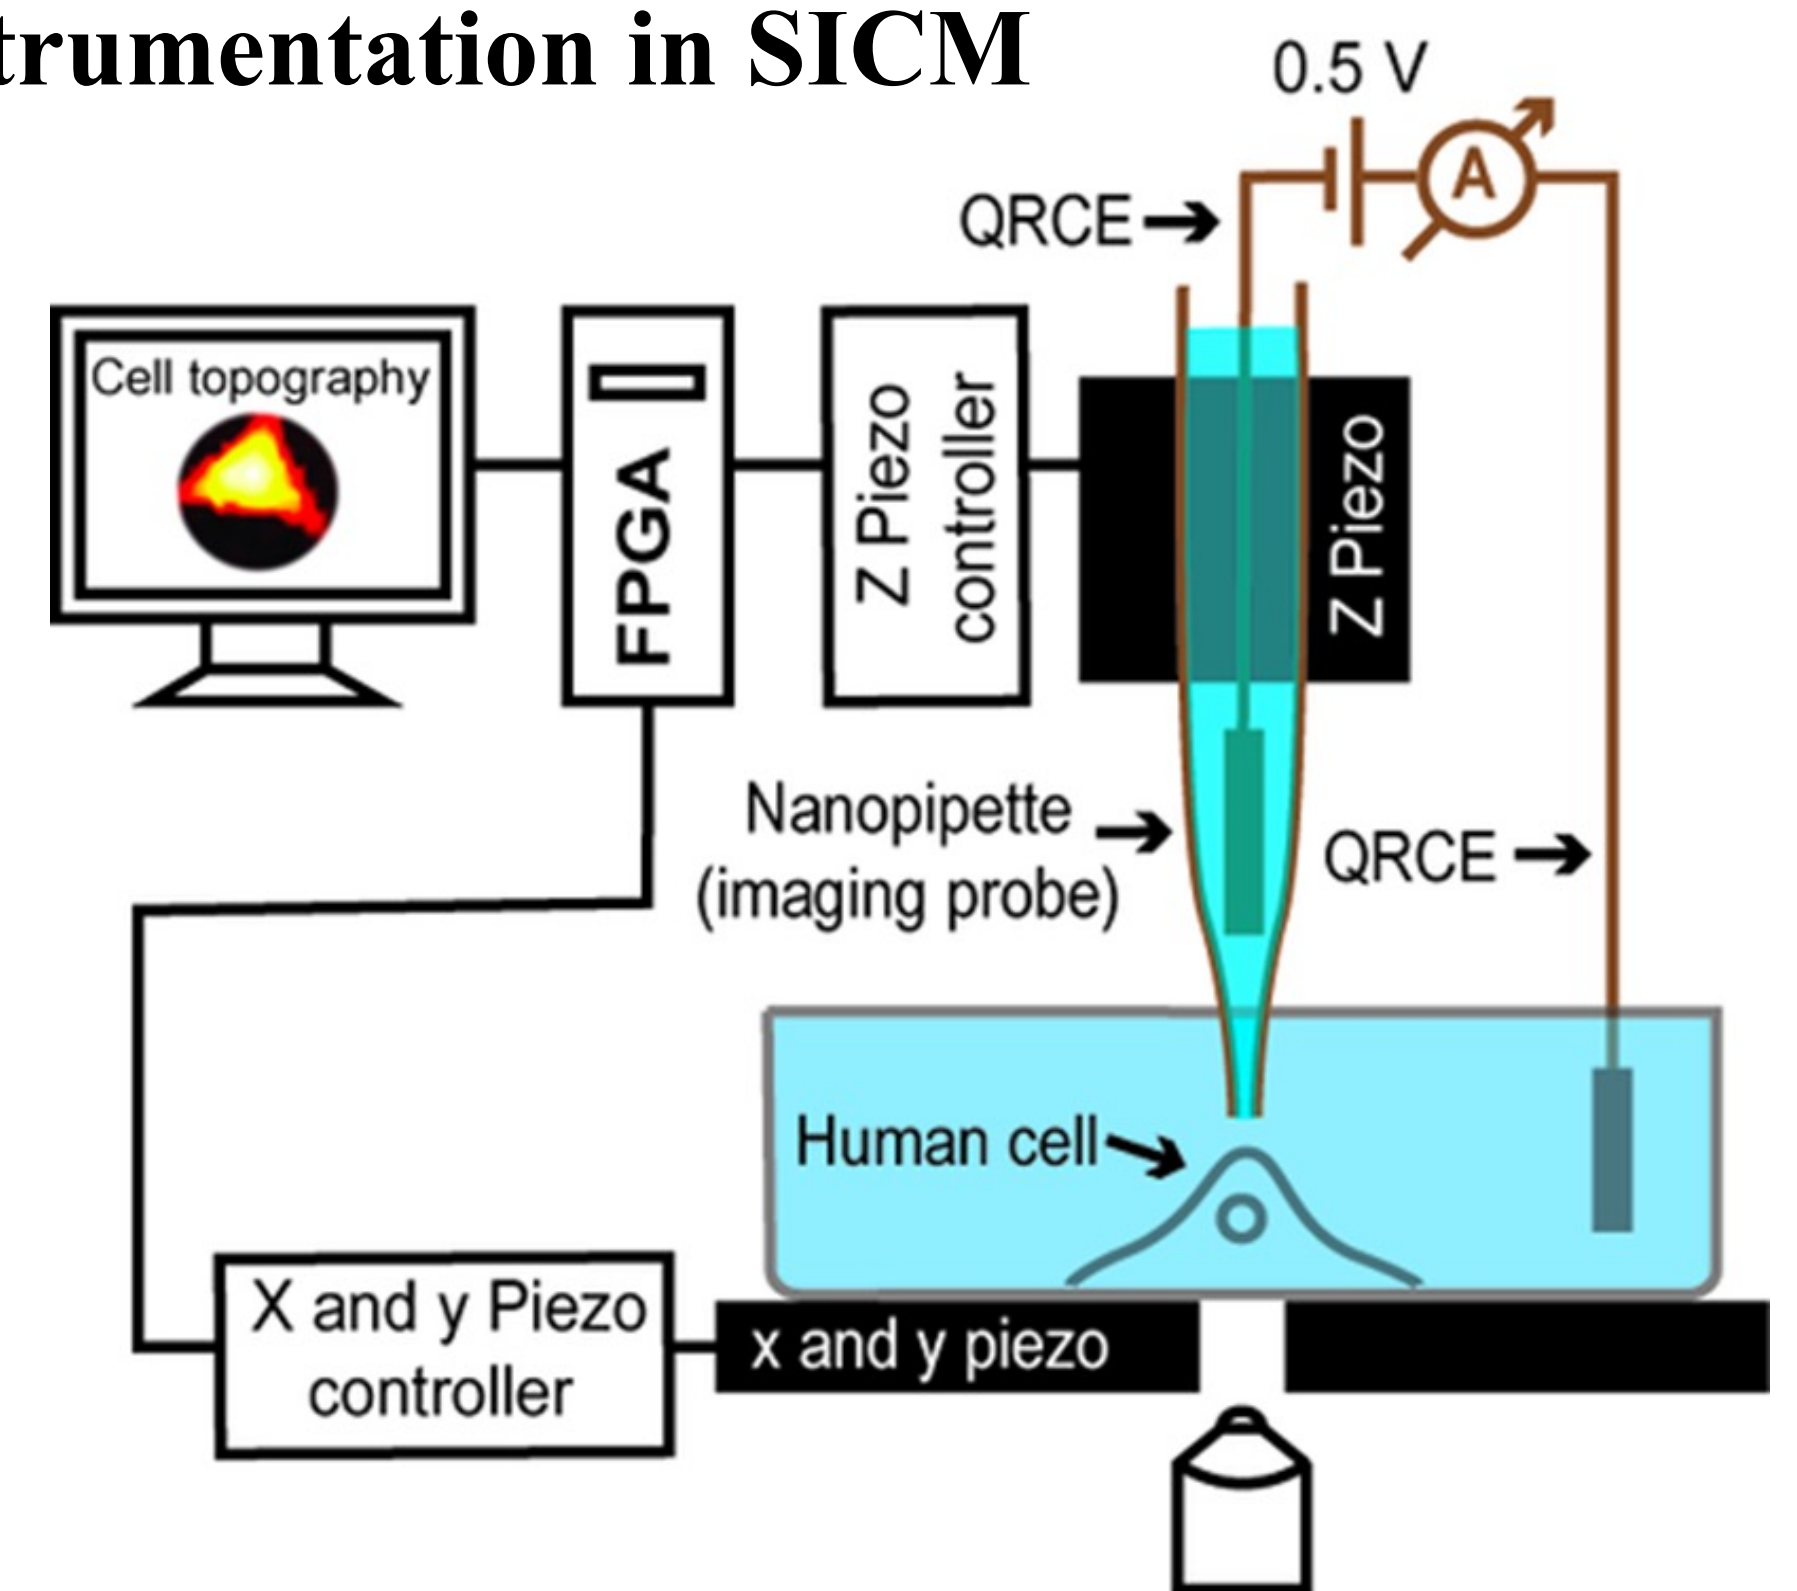 trumentation in SICM
0.5 V
A
QRCE
Cell topography
FPGA
Z Piezo
controller
Z Piezo
Nanopipette
(imaging probe)
QRCE
Human cell
X and y Piezo
controller
x and y piezo